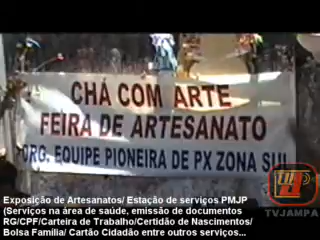 CHÁ COM ARTE
FEIRA DE ARTESANATO
ORG. EQUIPE PIONEIRA DE PX ZONA SUL
TVJAMPA
Exposição de Artesanatos/ Estação de serviços PMJP
(Serviços na área de saúde, emissão de documentos
RG/CPF/Carteira de Trabalho/Certidão de Nascimentos/
Bolsa Família/ Cartão Cidadão entre outros serviços...